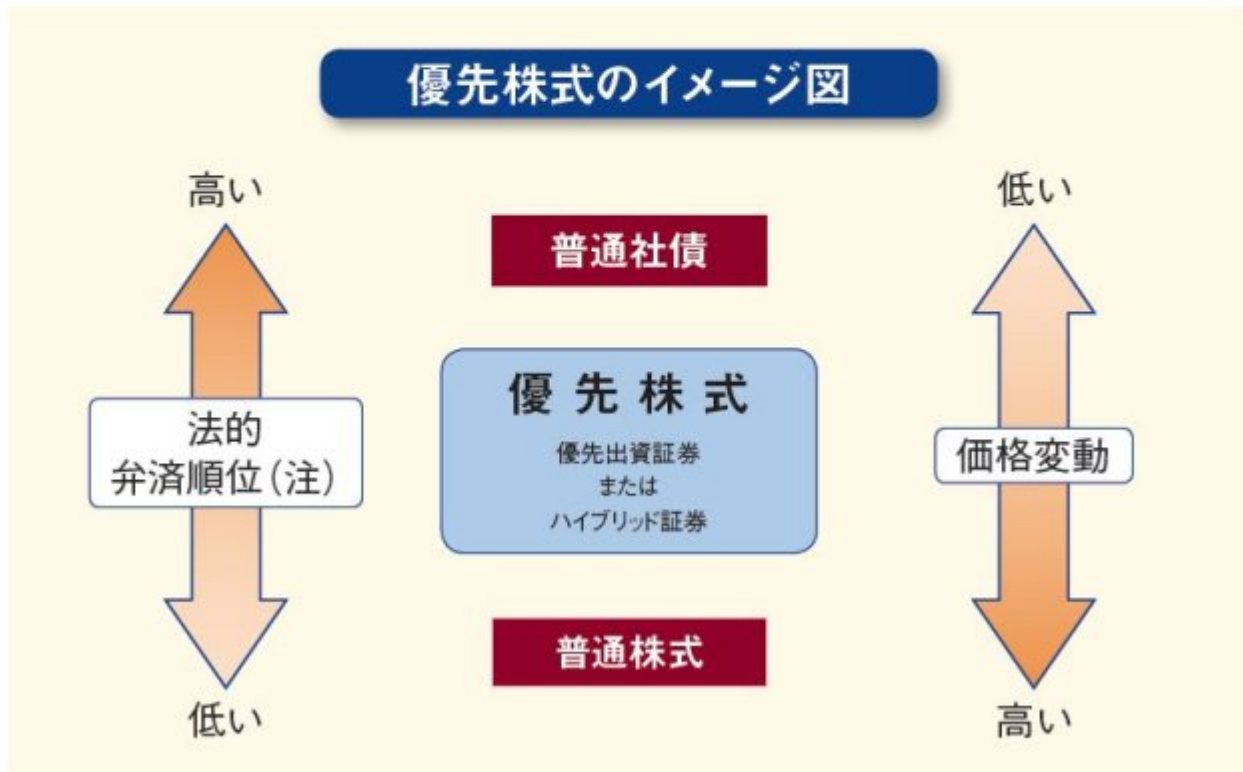 優先株式のイメージ図
高い
低い
普通社債
優先株式
優先出資証券
または
ハイブリッド証券
法的
弁済順位(注)
価格変動
普通株式
低い
高い